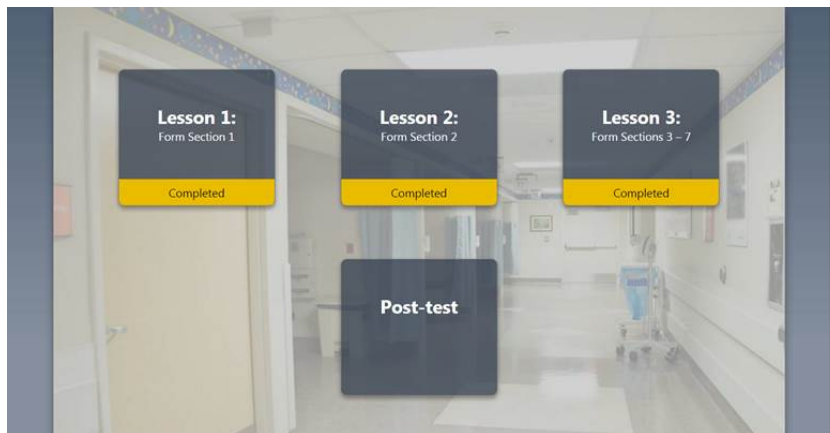 Lesson 1:
Form Section 1
Completed
Lesson 2:
Form Section 2
Completed
Lesson 3:
Form Sections 3 – 7
Completed
Post-test